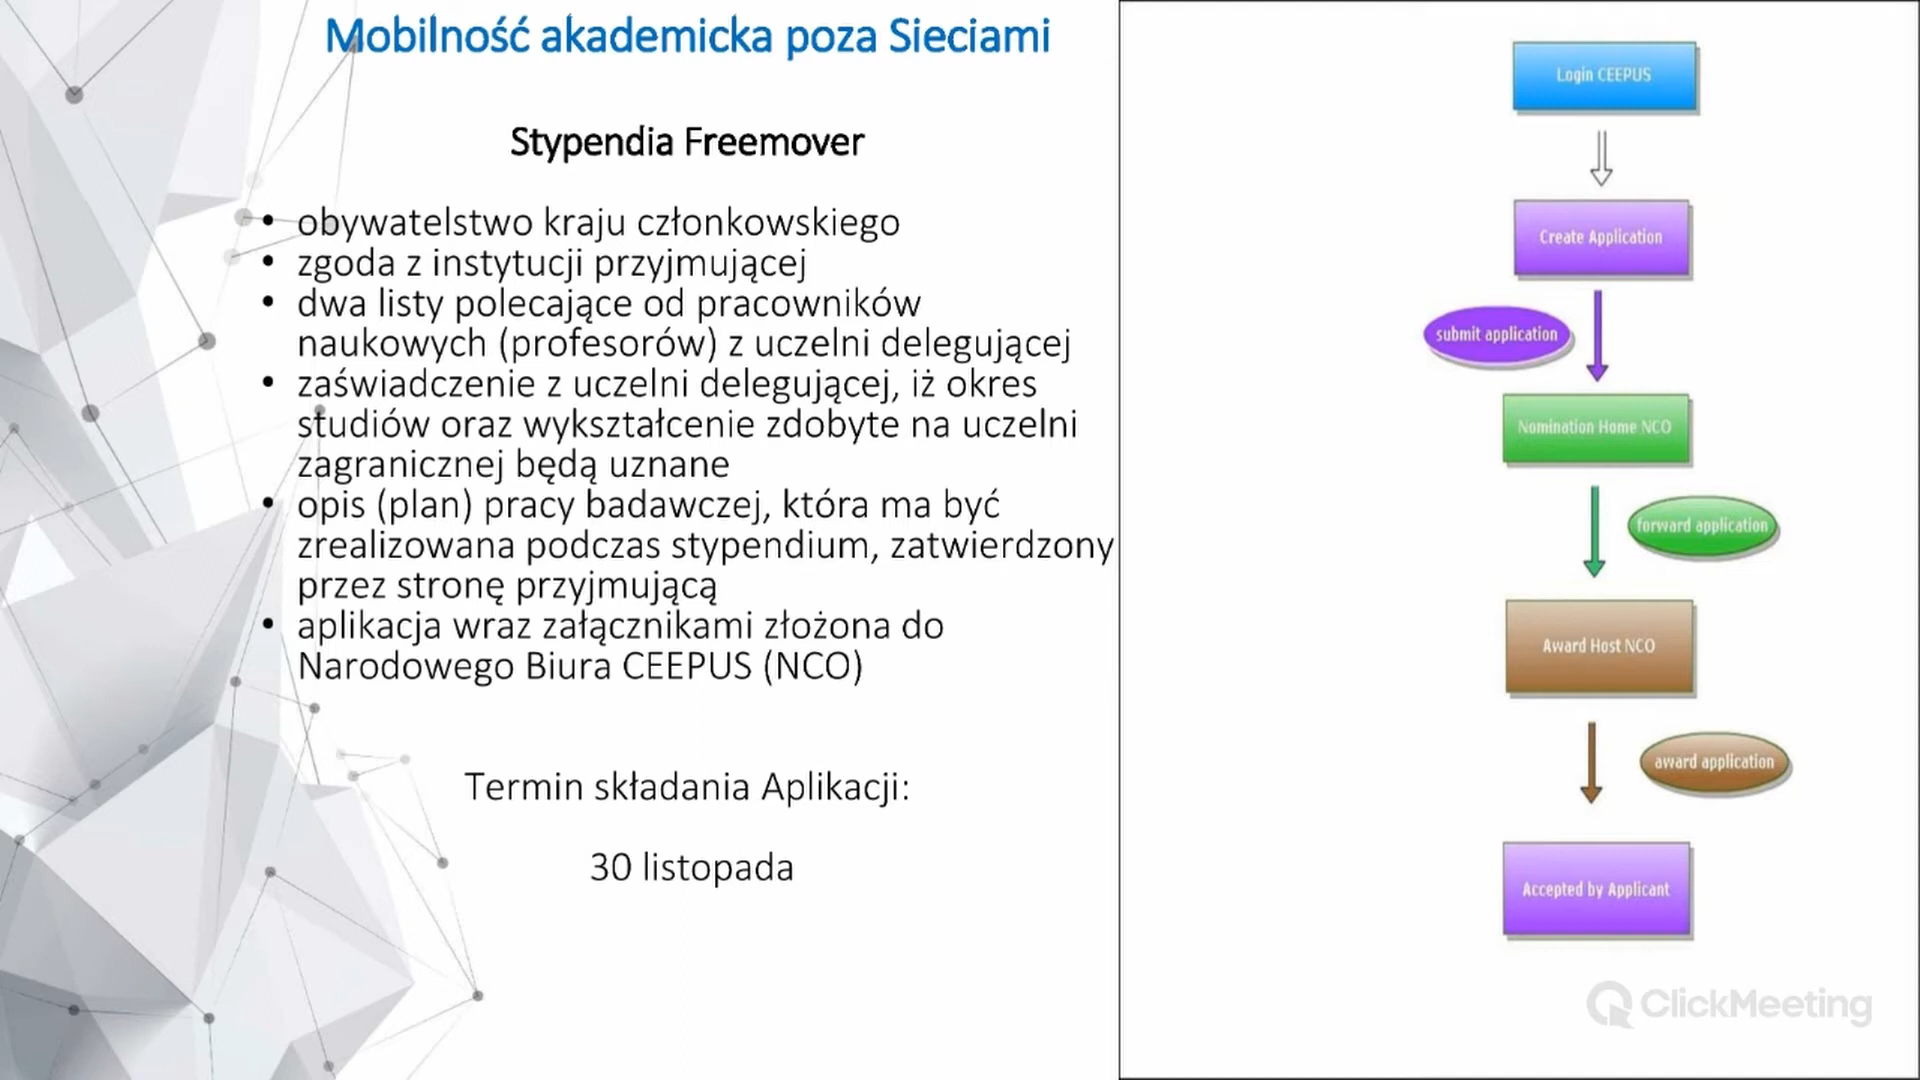 Mobilność akademicka poza Sieciami
Stypendia Freemover
• obywatelstwo kraju członkowskiego
• zgoda z instytucji przyjmującej
• dwa listy polecające od pracowników
naukowych (profesorów) z uczelni delegującej
• zaświadczenie z uczelni delegującej, iż okres
studiów oraz wykształcenie zdobyte na uczelni
zagranicznej będą uznane
• opis (plan) pracy badawczej, która ma być
zrealizowana podczas stypendium, zatwierdzony
przez stronę przyjmującą
• aplikacja wraz załącznikami złożona do
Narodowego Biura CEEPUS (NCO)
Termin składania Aplikacji:
30 listopada
Login CEEPUS
Create Application
submit application
Nomination Home NCO
forward application
Award Host NCO
award application
Accepted by Applicant
ClickMeeting